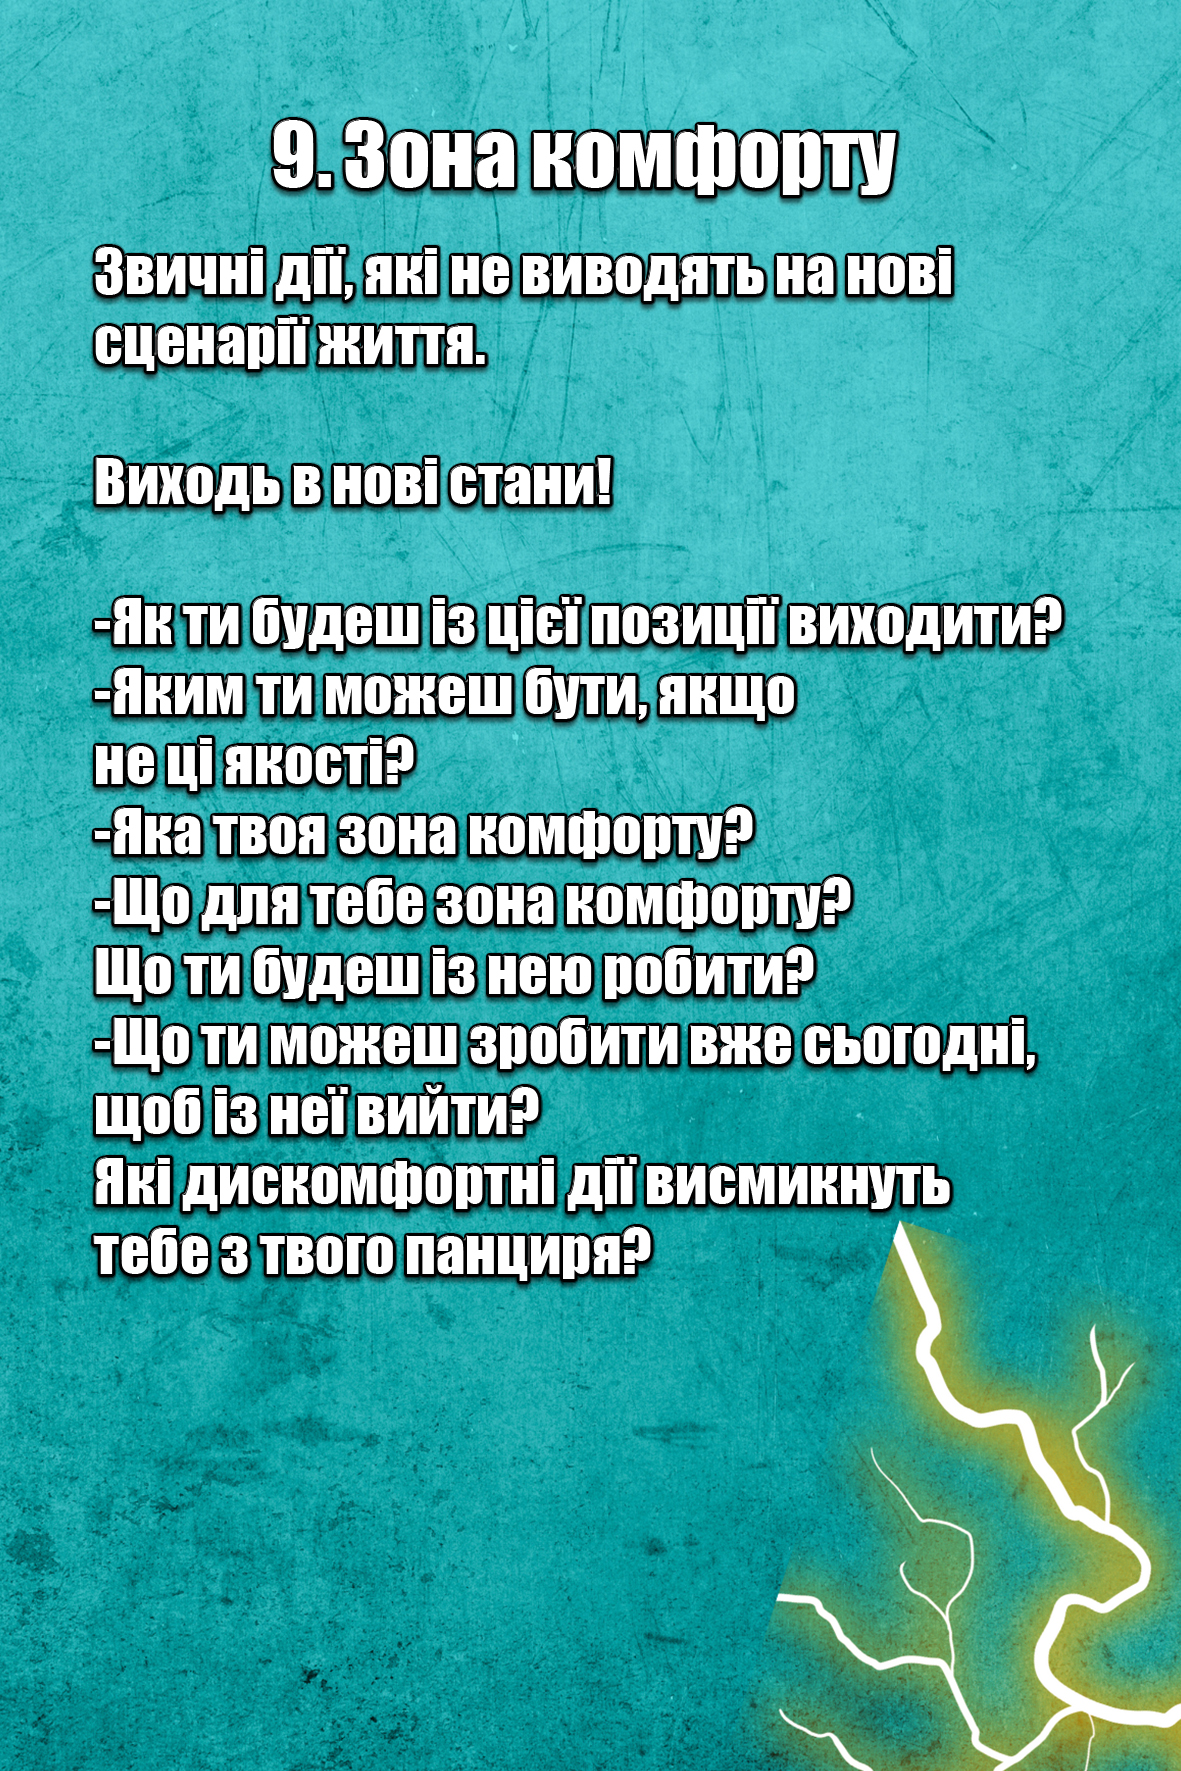 9. Зона комфорту
Звичні дії, які не виводять на нові
сценарії життя.
Виходь в нові стани!
-Як ти будеш із цієї позиції виходити?
-Яким ти можеш бути, якщо
не ці якості?
-Яка твоя зона комфорту?
-Що для тебе зона комфорту?
Що ти будеш із нею робити?
-Що ти можеш зробити вже сьогодні,
щоб із неї вийти?
Які дискомфортні дії висмикнуть
тебе з твого панциря?